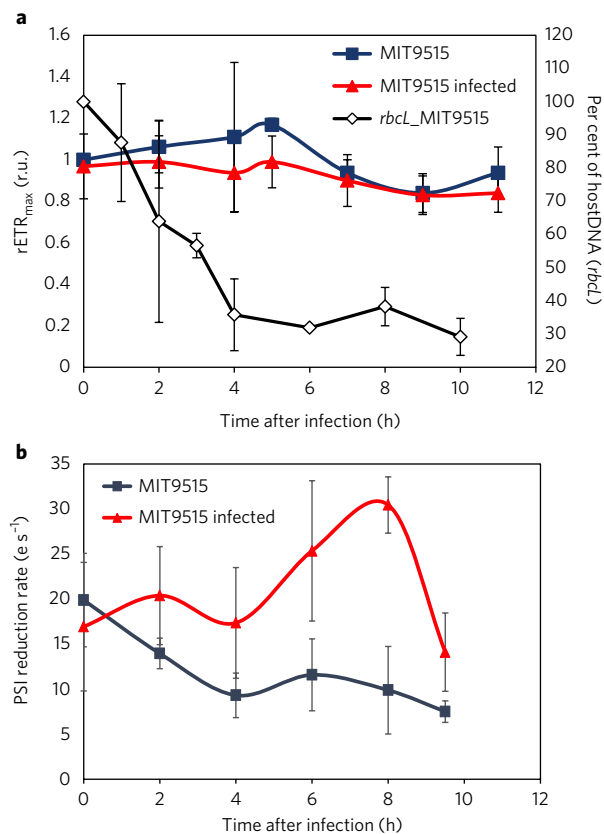 a
1.6
1.4
1.2
1
0.8
0.6
0.4
0.2
0
rETRmax (r.u.)
MIT9515
MIT9515 infected
rbcL_MIT9515
120
110
100
90
80
70
60
50
40
30
20
Per cent of hostDNA (rbcL)
0 2 4 6 8 10 12
Time after infection (h)
b
35
30
25
20
15
10
5
0
PSI reduction rate (e s⁻¹)
MIT9515
MIT9515 infected
0 2 4 6 8 10 12
Time after infection (h)